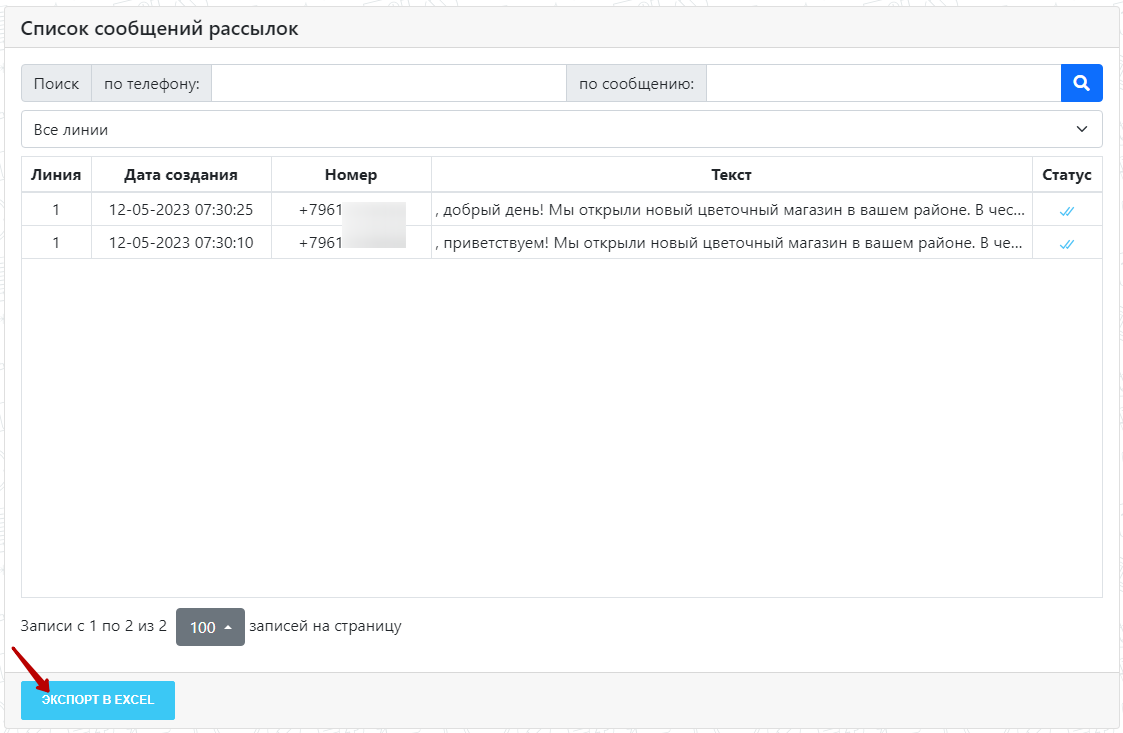 Список сообщений рассылок
Поиск по телефону: по сообщению:
Все линии
Линия Дата создания Номер Текст Статус
1 12-05-2023 07:30:25 +7961 , добрый день! Мы открыли новый цветочный магазин в вашем районе. В чес...
1 12-05-2023 07:30:10 +7961 , приветствуем! Мы открыли новый цветочный магазин в вашем районе. В че...
Записи с 1 по 2 из 2 100 записей на страницу
ЭКСПОРТ В EXCEL